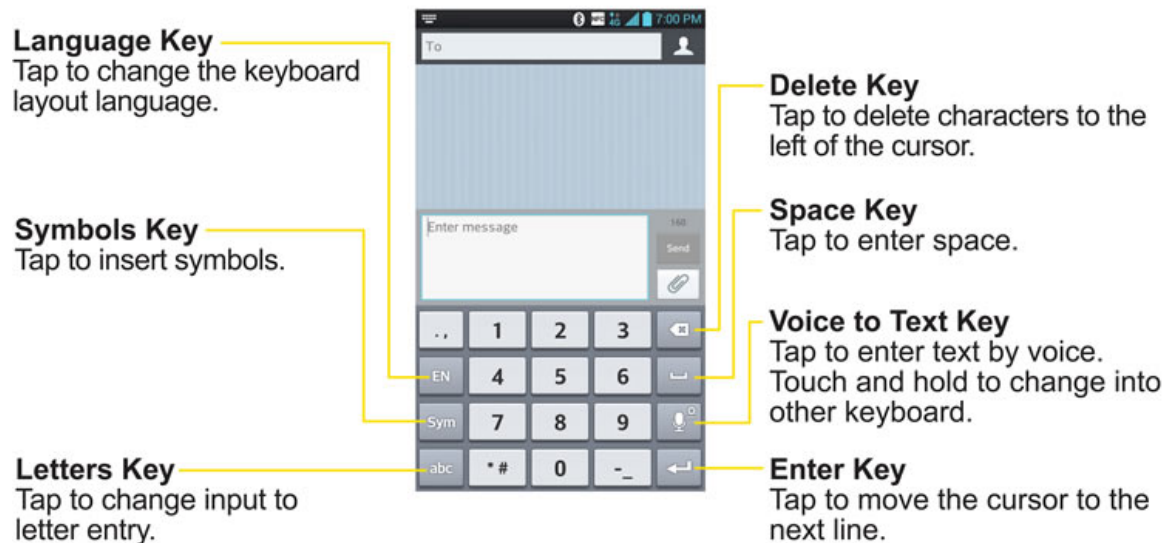 Language Key
Tap to change the keyboard
layout language.
Symbols Key
Tap to insert symbols.
Letters Key
Tap to change input to
letter entry.
4G 7:00 PM
To
Enter message
160
Send
., 1 2 3
EN 4 5 6
Sym 7 8 9
abc * # 0 -_
Delete Key
Tap to delete characters to the
left of the cursor.
Space Key
Tap to enter space.
Voice to Text Key
Tap to enter text by voice.
Touch and hold to change into
other keyboard.
Enter Key
Tap to move the cursor to the
next line.